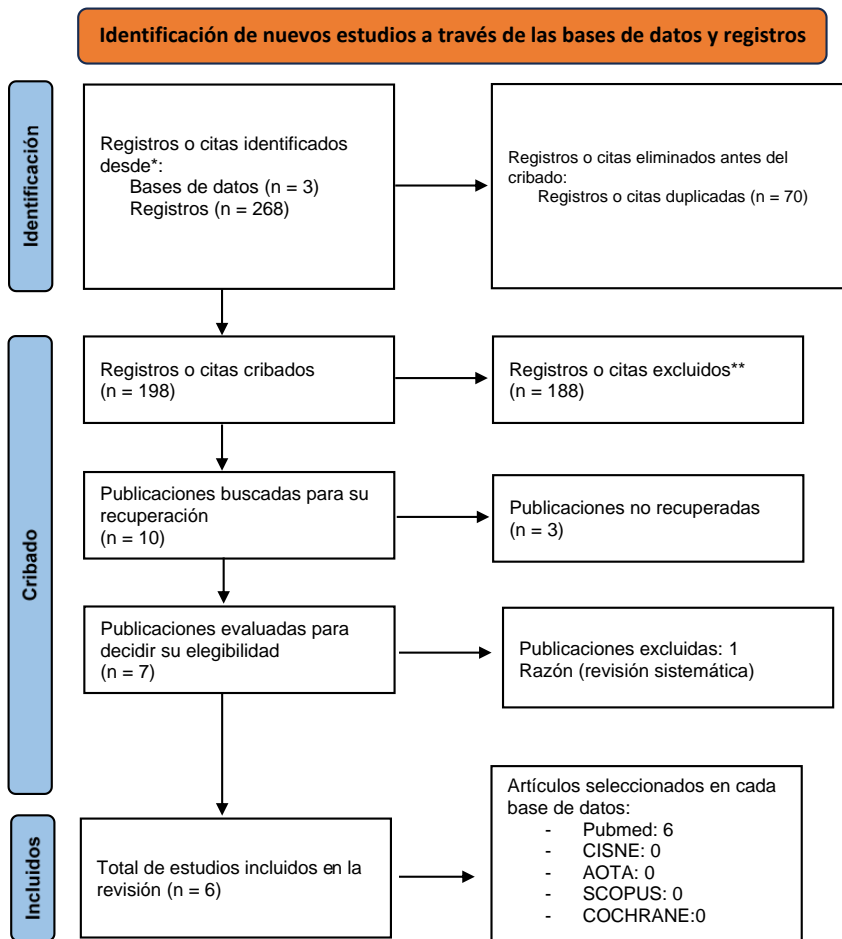 Identificación de nuevos estudios a través de las bases de datos y registros
Identificación
Registros o citas identificados
desde*:
Bases de datos (n = 3)
Registros (n = 268)
Registros o citas eliminados antes del
cribado:
Registros o citas duplicadas (n = 70)
Cribado
Registros o citas cribados
(n = 198)
Registros o citas excluidos**
(n = 188)
Publicaciones buscadas para su
recuperación
(n = 10)
Publicaciones no recuperadas
(n = 3)
Publicaciones evaluadas para
decidir su elegibilidad
(n = 7)
Publicaciones excluidas: 1
Razón (revisión sistemática)
Incluidos
Total de estudios incluidos en la
revisión (n = 6)
Artículos seleccionados en cada
base de datos:
- Pubmed: 6
- CISNE: 0
- AOTA: 0
- SCOPUS: 0
- COCHRANE:0